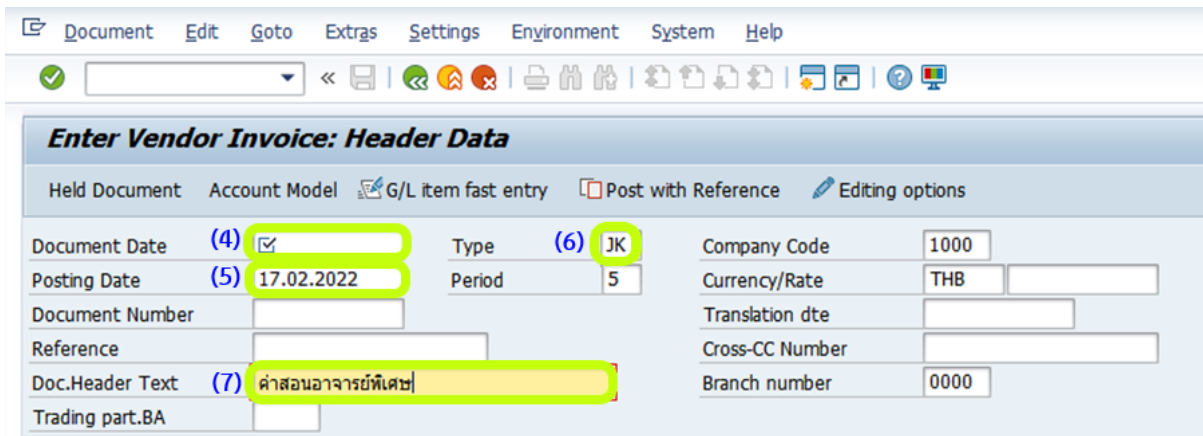 Document Edit Goto Extras Settings Environment System Help
Enter Vendor Invoice: Header Data
Held Document Account Model G/L item fast entry Post with Reference Editing options
Document Date (4) Type (6) JK Company Code 1000
Posting Date (5) 17.02.2022 Period 5 Currency/Rate THB
Document Number Translation dte
Reference Cross-CC Number
Doc.Header Text (7) ค่าสอนอาจารย์พิเศษ Branch number 0000
Trading part.BA